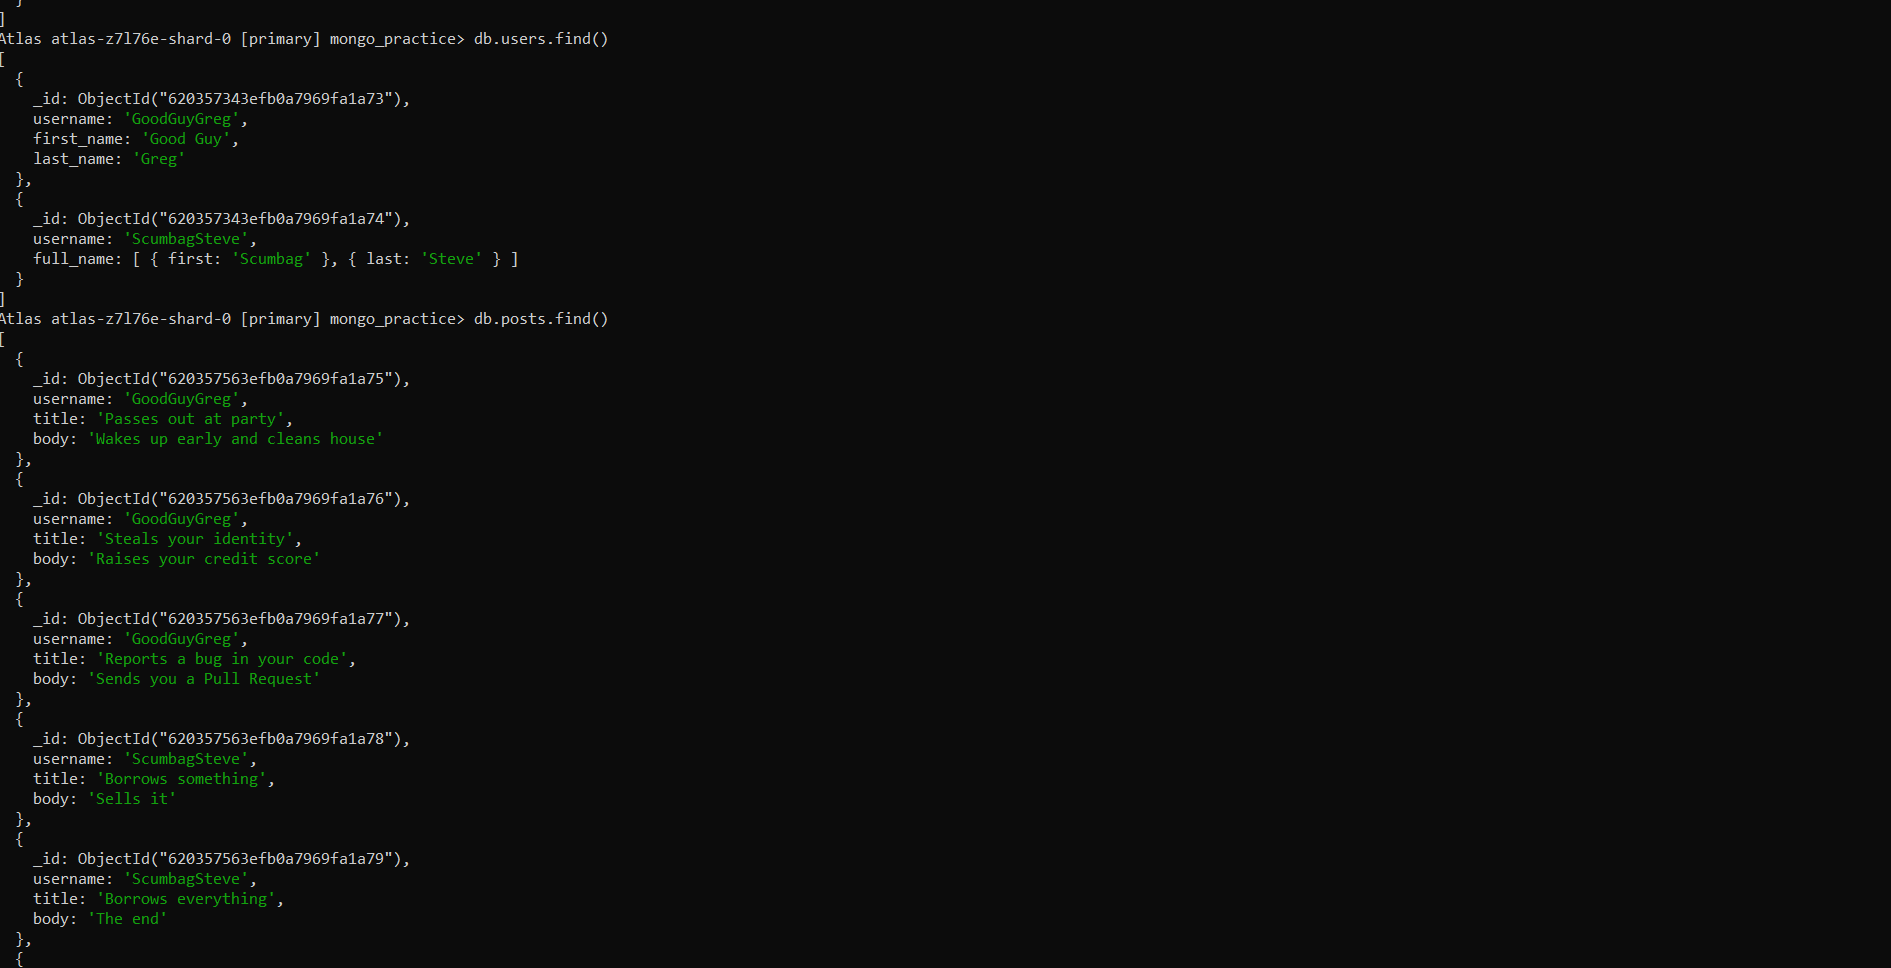 }
]
Atlas atlas-z7l76e-shard-0 [primary] mongo_practice> db.users.find()
[
  {
    _id: ObjectId("620357343efb0a7969fa1a73"),
    username: 'GoodGuyGreg',
    first_name: 'Good Guy',
    last_name: 'Greg'
  },
  {
    _id: ObjectId("620357343efb0a7969fa1a74"),
    username: 'ScumbagSteve',
    full_name: [ { first: 'Scumbag' }, { last: 'Steve' } ]
  }
]
Atlas atlas-z7l76e-shard-0 [primary] mongo_practice> db.posts.find()
[
  {
    _id: ObjectId("620357563efb0a7969fa1a75"),
    username: 'GoodGuyGreg',
    title: 'Passes out at party',
    body: 'Wakes up early and cleans house'
  },
  {
    _id: ObjectId("620357563efb0a7969fa1a76"),
    username: 'GoodGuyGreg',
    title: 'Steals your identity',
    body: 'Raises your credit score'
  },
  {
    _id: ObjectId("620357563efb0a7969fa1a77"),
    username: 'GoodGuyGreg',
    title: 'Reports a bug in your code',
    body: 'Sends you a Pull Request'
  },
  {
    _id: ObjectId("620357563efb0a7969fa1a78"),
    username: 'ScumbagSteve',
    title: 'Borrows something',
    body: 'Sells it'
  },
  {
    _id: ObjectId("620357563efb0a7969fa1a79"),
    username: 'ScumbagSteve',
    title: 'Borrows everything',
    body: 'The end'
  },
  {